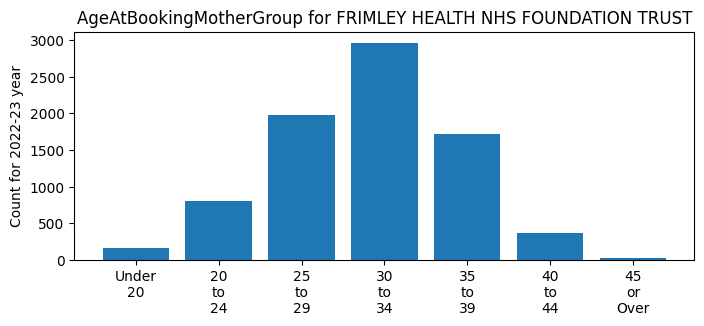 AgeAtBookingMotherGroup for FRIMLEY HEALTH NHS FOUNDATION TRUST
Count for 2022-23 year
3000
2500
2000
1500
1000
500
0
Under
20
20
to
24
25
to
29
30
to
34
35
to
39
40
to
44
45
or
Over